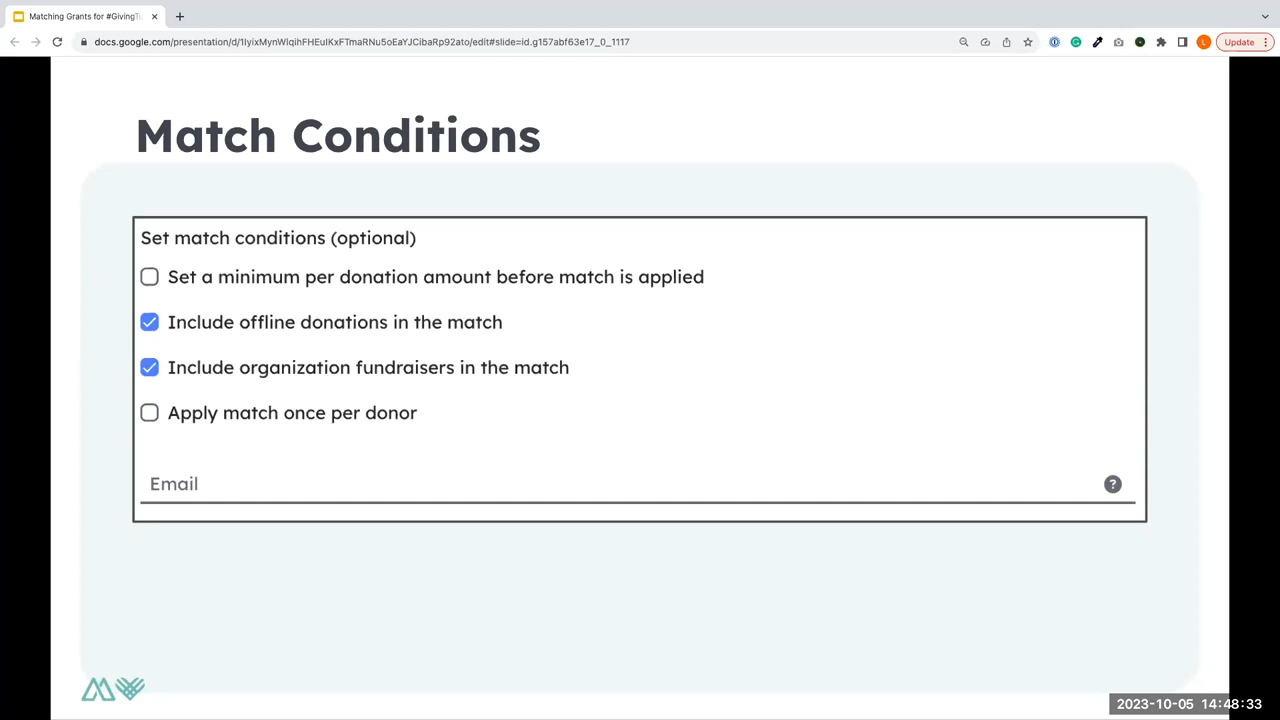 Matching Grants for #GivingTu
docs.google.com/presentation/d/1IyixMynWlqihFHEuIKxFTmaRNu5oEaYJCibaRp92ato/edit#slide=id.g157abf63e17_0_1117
L
Update
Match Conditions
Set match conditions (optional)
Set a minimum per donation amount before match is applied
Include offline donations in the match
Include organization fundraisers in the match
Apply match once per donor
Email
?
2023-10-05 14:48:33